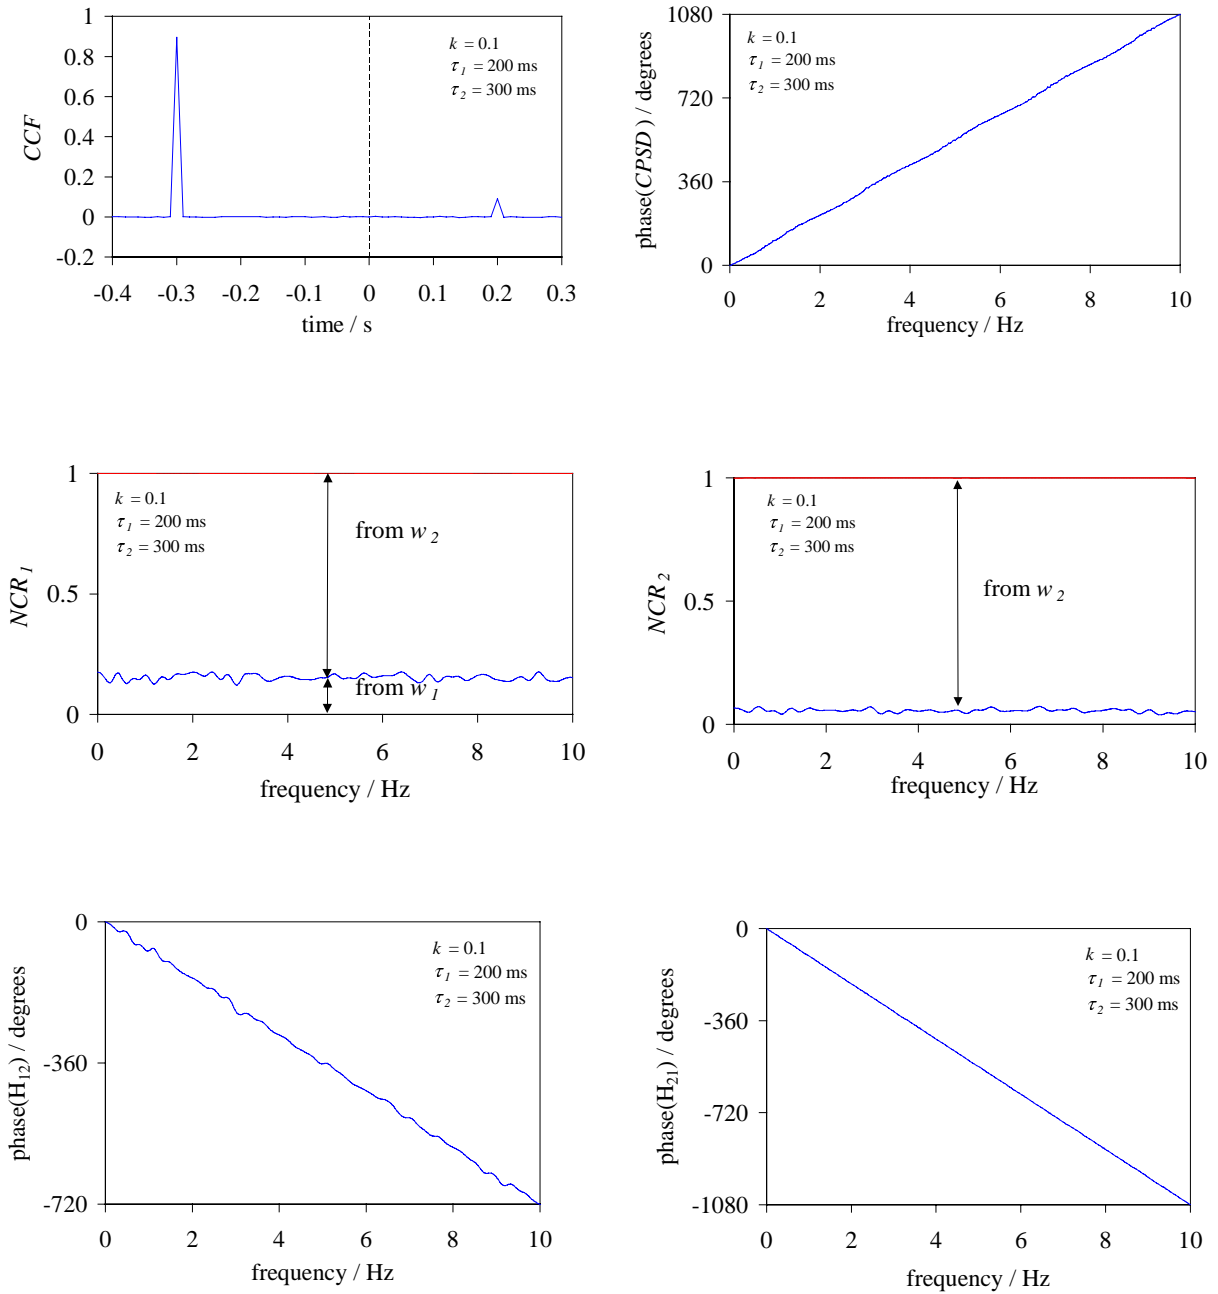 CCF
1
0.8
0.6
0.4
0.2
0
-0.2
k = 0.1
τ1 = 200 ms
τ2 = 300 ms
-0.4 -0.3 -0.2 -0.1 0 0.1 0.2 0.3
time / s
phase(CPSD) / degrees
1080
720
360
0
k = 0.1
τ1 = 200 ms
τ2 = 300 ms
0 2 4 6 8 10
frequency / Hz
NCR1
1
0.5
0
k = 0.1
τ1 = 200 ms
τ2 = 300 ms
from w2
from w1
0 2 4 6 8 10
frequency / Hz
NCR2
1
0.5
0
k = 0.1
τ1 = 200 ms
τ2 = 300 ms
from w2
0 2 4 6 8 10
frequency / Hz
phase(H12) / degrees
0
-360
-720
k = 0.1
τ1 = 200 ms
τ2 = 300 ms
0 2 4 6 8 10
frequency / Hz
phase(H21) / degrees
0
-360
-720
-1080
k = 0.1
τ1 = 200 ms
τ2 = 300 ms
0 2 4 6 8 10
frequency / Hz